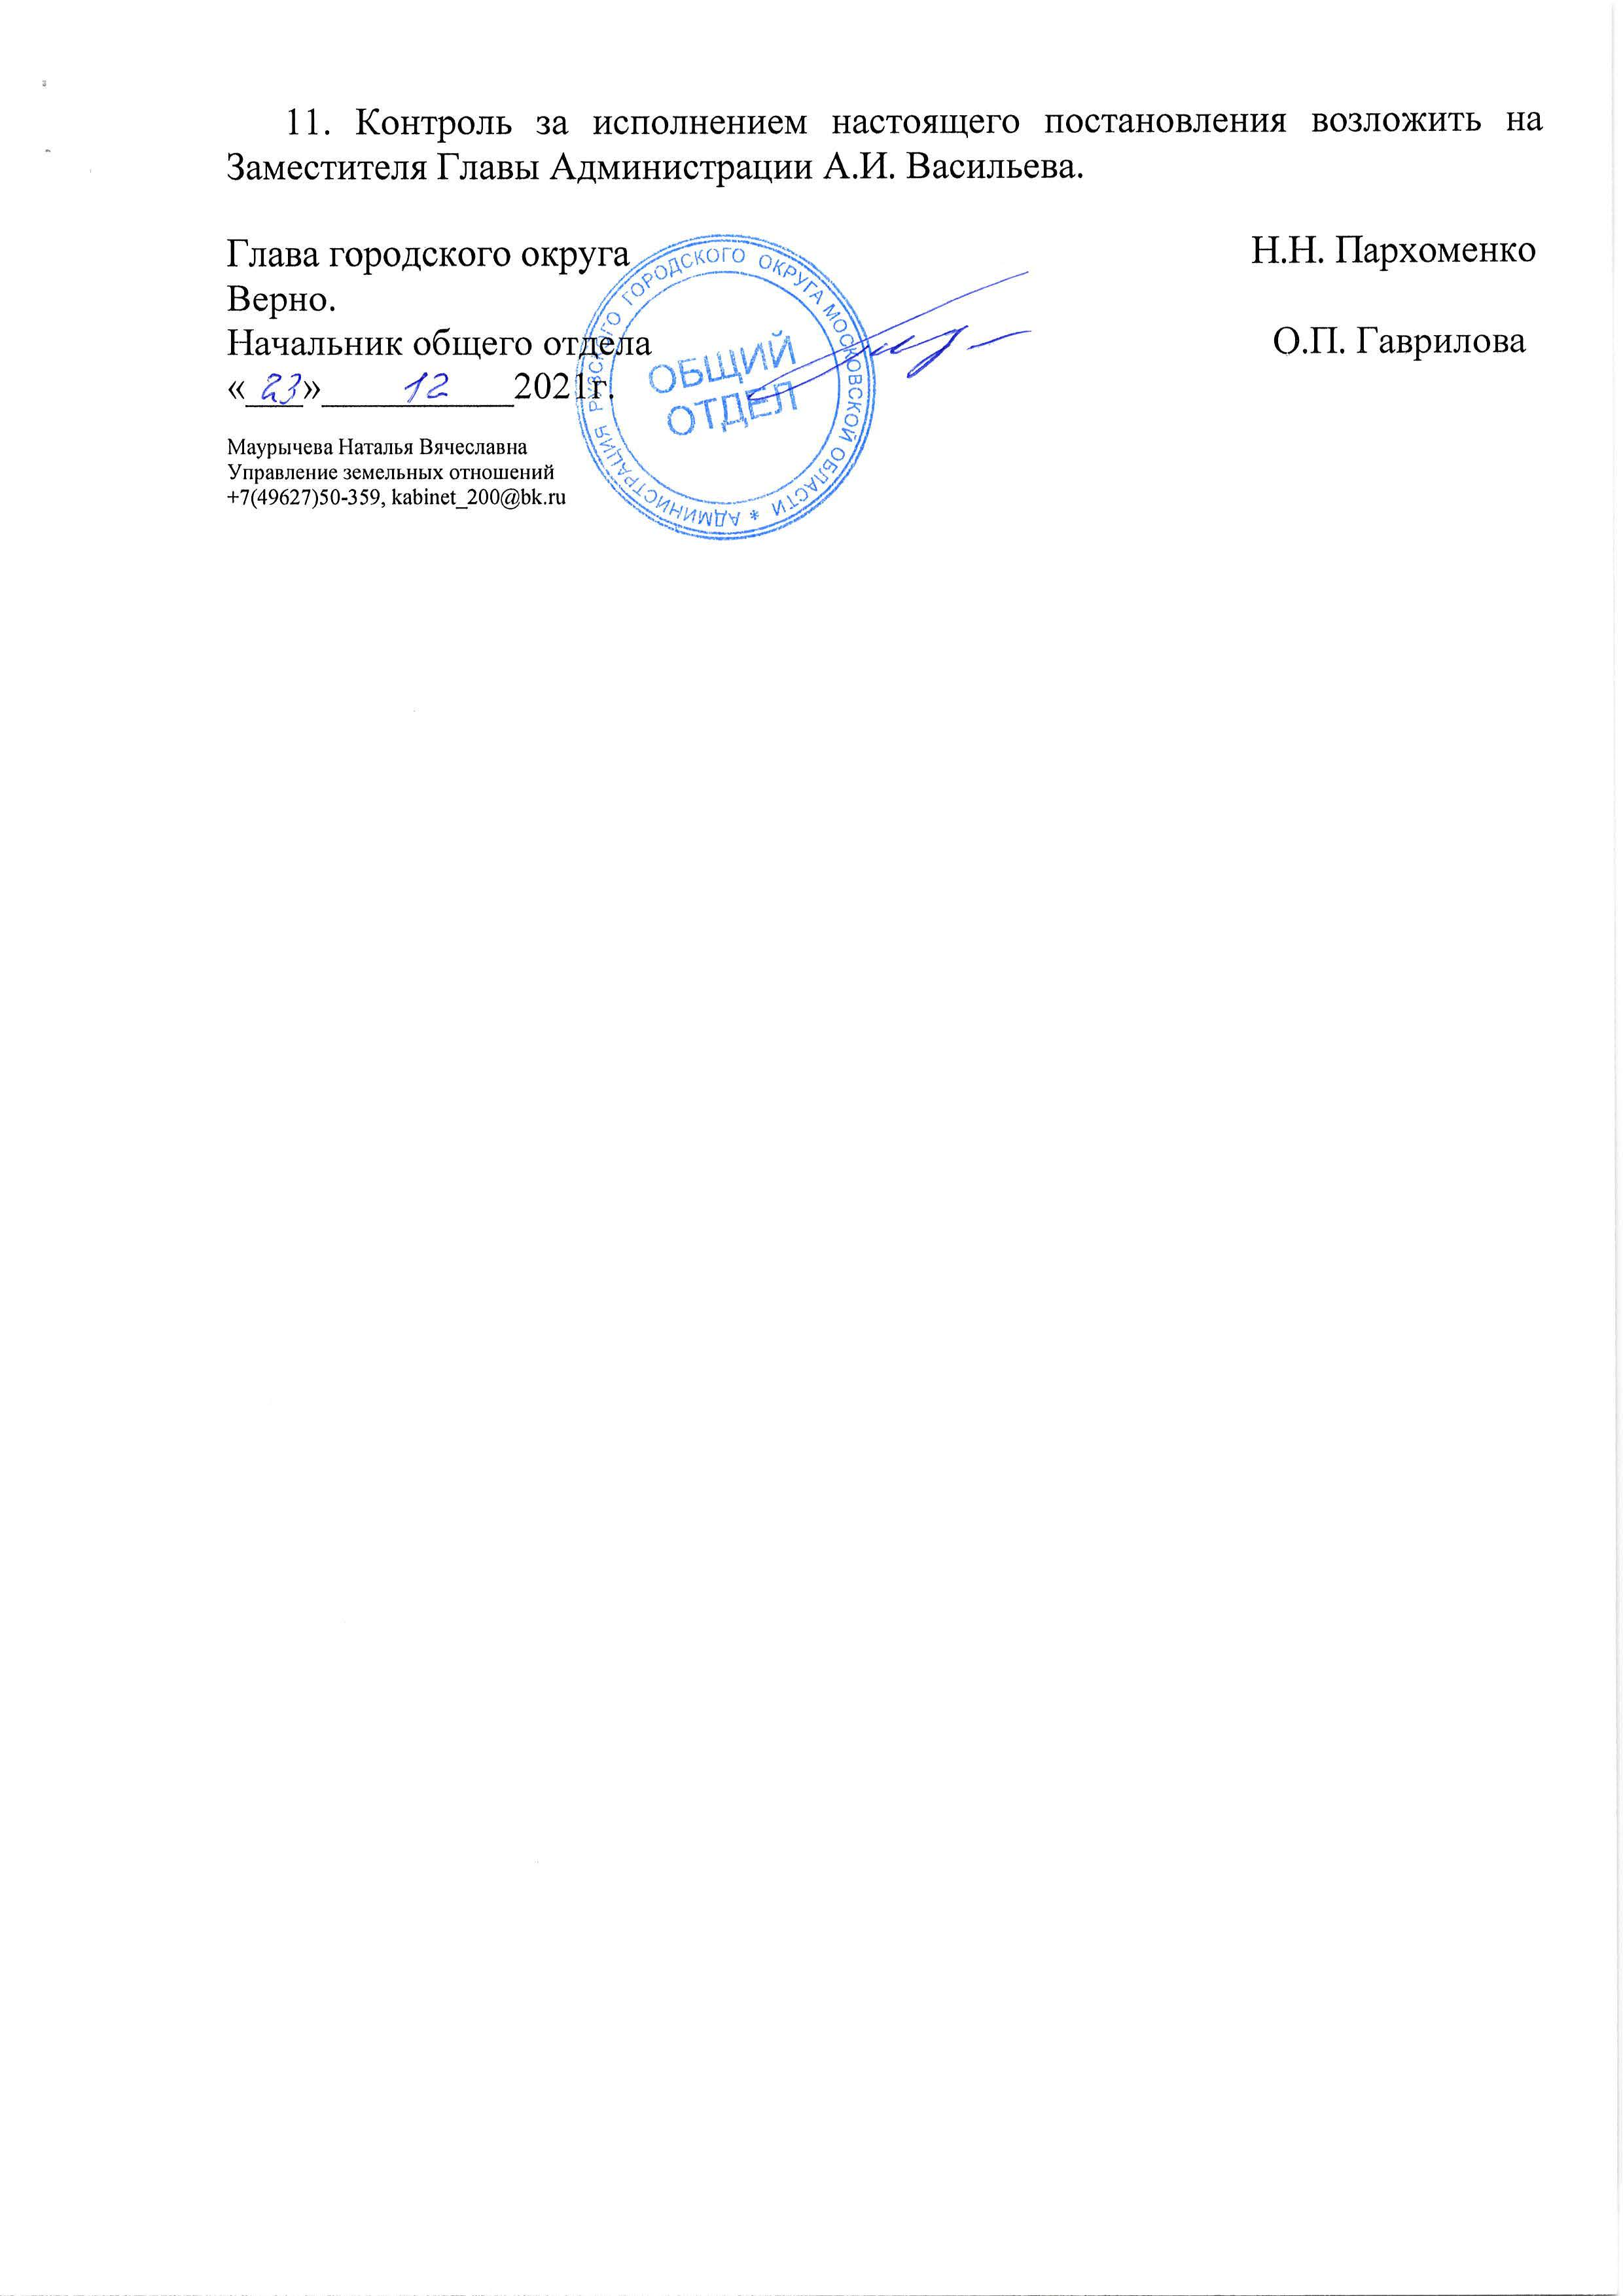 11. Контроль за исполнением настоящего постановления возложить на
Заместителя Главы Администрации А.И. Васильева.
Глава городского округа Н.Н. Пархоменко
Верно.
Начальник общего отдела О.П. Гаврилова
«23» 12 2021г.
Маурычева Наталья Вячеславна
Управление земельных отношений
+7(49627)50-359, kabinet_200@bk.ru
АДМИНИСТРАЦИЯ РУЗСКОГО ГОРОДСКОГО ОКРУГА МОСКОВСКОЙ ОБЛАСТИ *
ОБЩИЙ
ОТДЕЛ